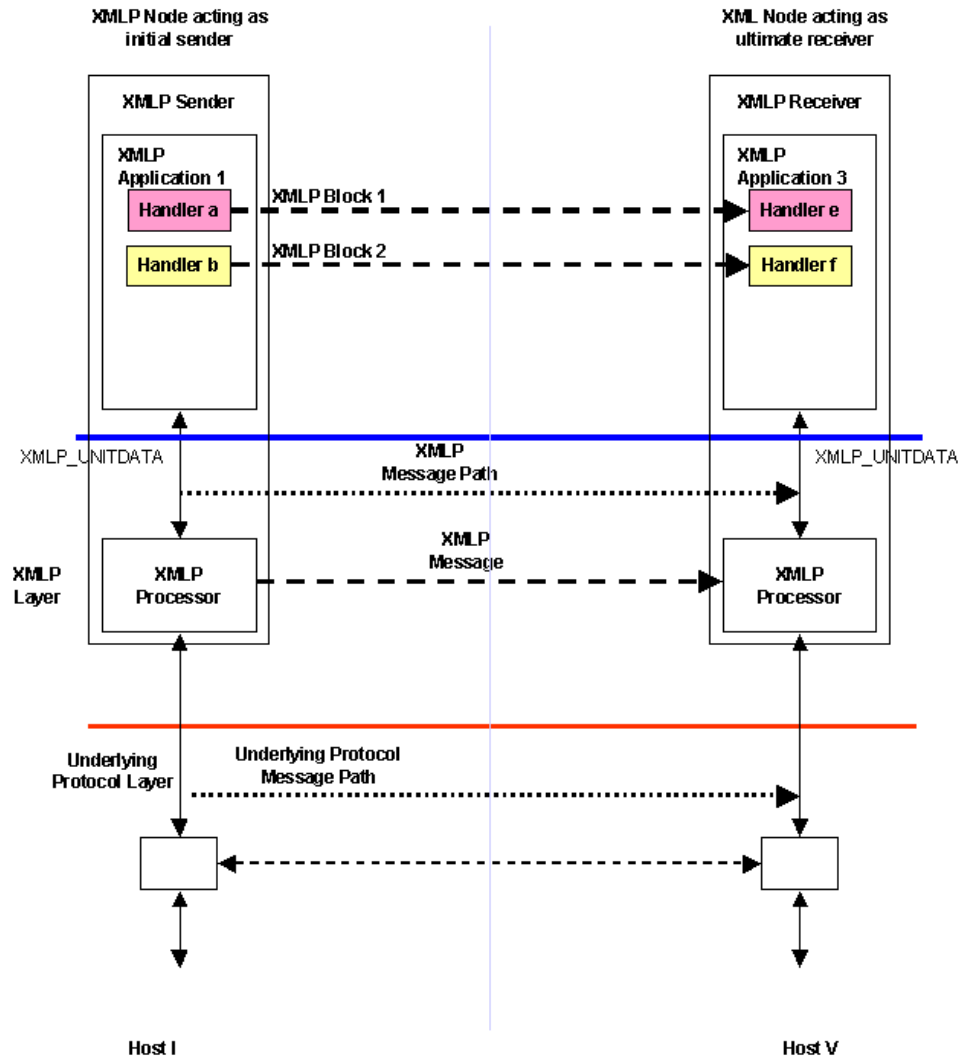 XMLP Node acting as
initial sender
XML Node acting as
ultimate receiver
XMLP Sender
XMLP Receiver
XMLP
Application 1
XMLP
Application 3
Handler a
XMLP Block 1
Handler e
Handler b
XMLP Block 2
Handler f
XMLP_UNITDATA
XMLP
Message Path
XMLP_UNITDATA
XMLP
Layer
XMLP
Processor
XMLP
Message
XMLP
Processor
Underlying
Protocol Layer
Underlying Protocol
Message Path
Host I
Host V